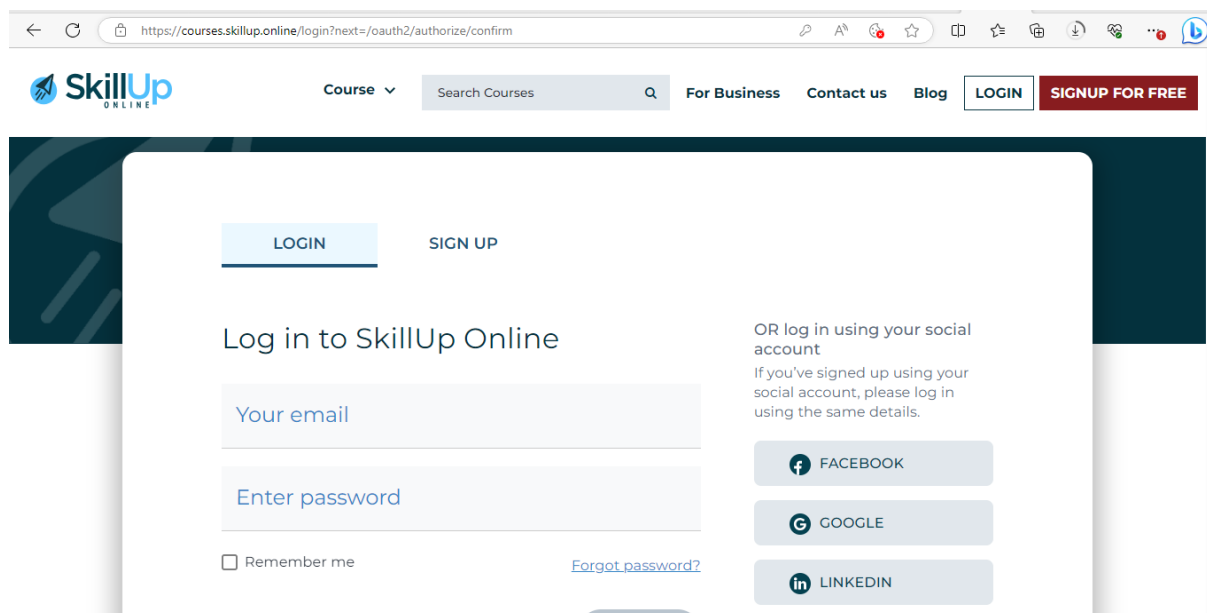 https://courses.skillup.online/login?next=/oauth2/authorize/confirm
SkillUp
ONLINE
Course
Search Courses
For Business
Contact us
Blog
LOGIN
SIGNUP FOR FREE
LOGIN
SIGN UP
Log in to SkillUp Online
Your email
Enter password
Remember me
Forgot password?
OR log in using your social
account
If you've signed up using your
social account, please log in
using the same details.
FACEBOOK
GOOGLE
LINKEDIN